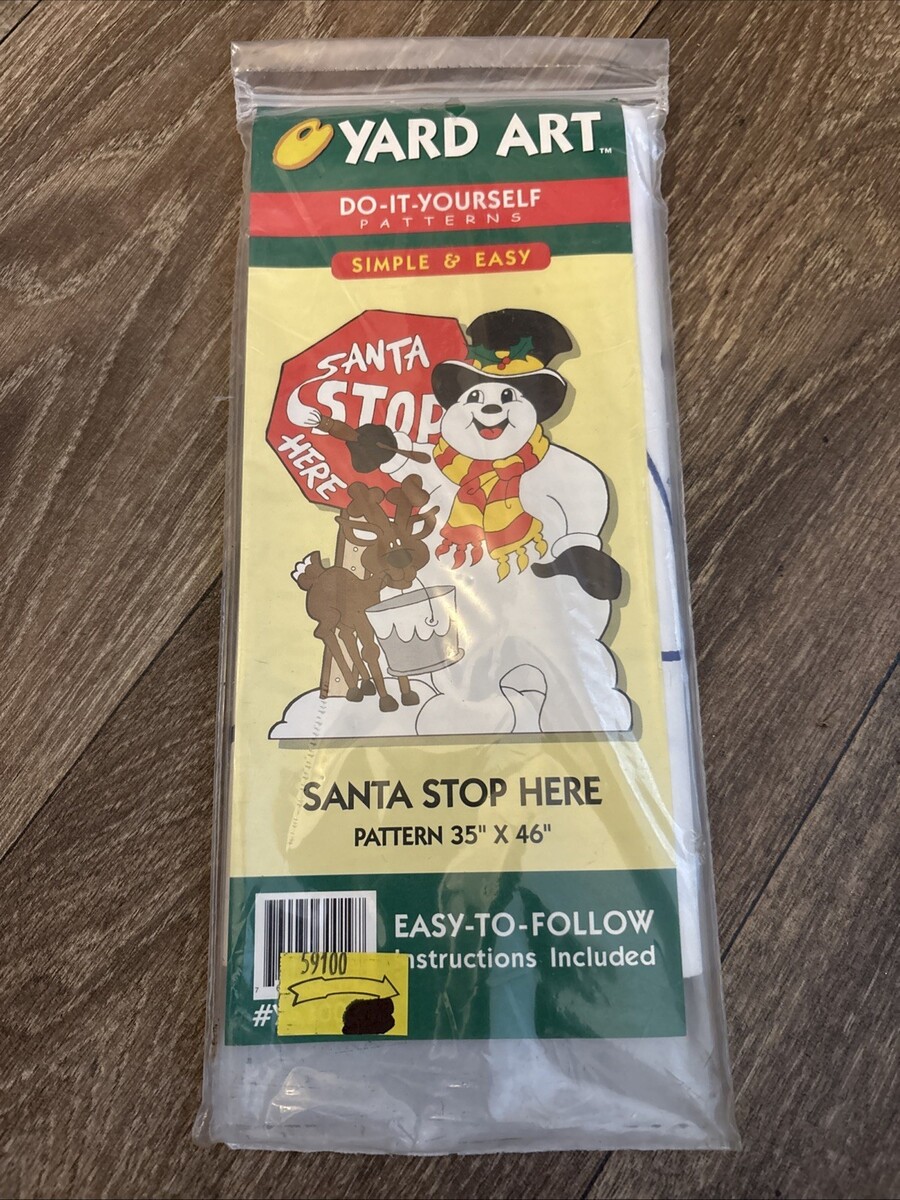 YARD ART™
DO-IT-YOURSELF
PATTERNS
SIMPLE & EASY
SANTA
STOP
HERE
SANTA STOP HERE
PATTERN 35" X 46"
EASY-TO-FOLLOW
Instructions Included
59100